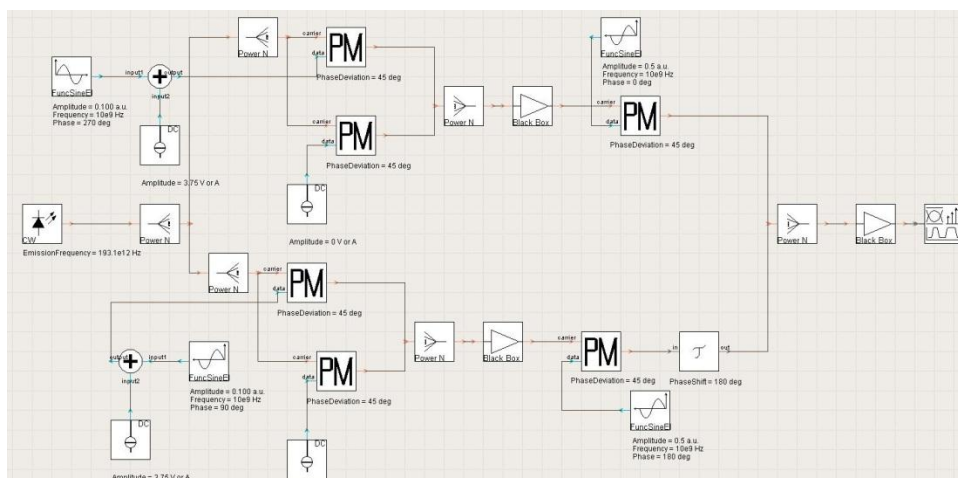 carrier
Power N
PM
data
PhaseDeviation = 45 deg
FuncSineEl
Amplitude = 0.100 a.u.
Frequency = 10e9 Hz
Phase = 270 deg
input1
output
input2
DC
Amplitude = 3.75 V or A
carrier
data
PM
PhaseDeviation = 45 deg
DC
Amplitude = 0 V or A
Power N
Black Box
FuncSineEl
Amplitude = 0.5 a.u.
Frequency = 10e9 Hz
Phase = 0 deg
carrier
data
PM
PhaseDeviation = 45 deg
CW
EmissionFrequency = 193.1e12 Hz
Power N
Power N
Black Box
Power N
carrier
data
PM
PhaseDeviation = 45 deg
output
input1
input2
FuncSineEl
Amplitude = 0.100 a.u.
Frequency = 10e9 Hz
Phase = 90 deg
DC
Amplitude = 3.75 V or A
carrier
data
PM
PhaseDeviation = 45 deg
DC
Power N
Black Box
carrier
data
PM
PhaseDeviation = 45 deg
in
τ
out
PhaseShift = 180 deg
FuncSineEl
Amplitude = 0.5 a.u.
Frequency = 10e9 Hz
Phase = 180 deg